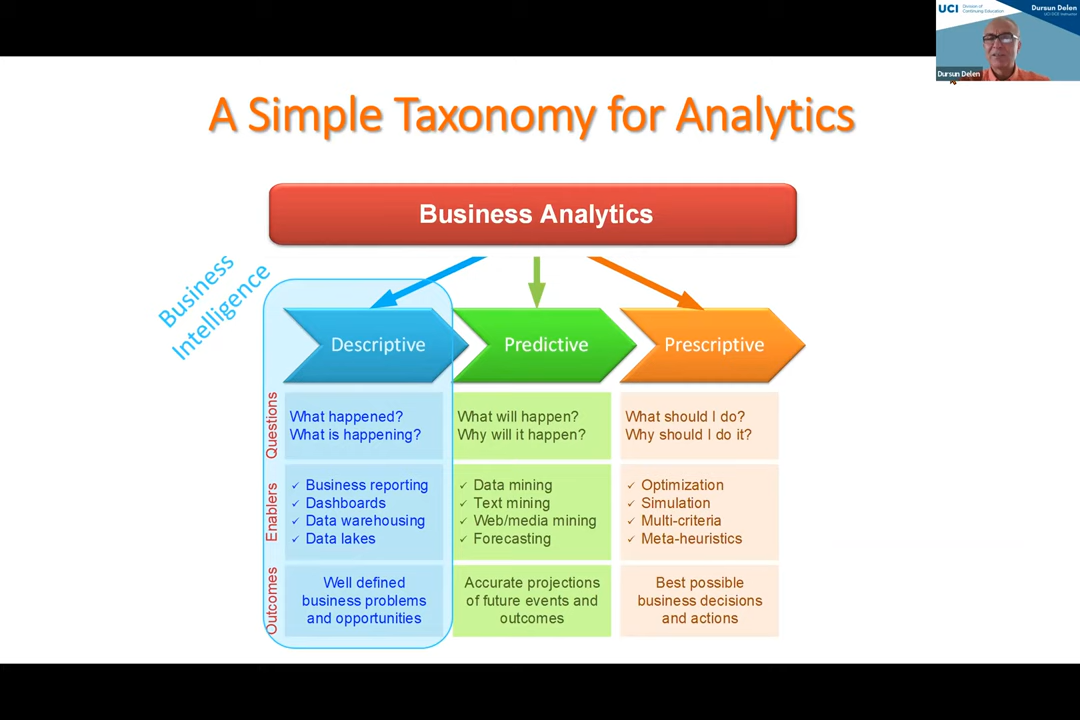 UCI
Division of
Continuing Education
Dursun Delen
UCI DCE Instructor
Dursun Delen
A Simple Taxonomy for Analytics
Business Analytics
Business
Intelligence
Descriptive
Predictive
Prescriptive
Questions
What happened?
What is happening?
What will happen?
Why will it happen?
What should I do?
Why should I do it?
Enablers
✓ Business reporting
✓ Dashboards
✓ Data warehousing
✓ Data lakes
✓ Data mining
✓ Text mining
✓ Web/media mining
✓ Forecasting
✓ Optimization
✓ Simulation
✓ Multi-criteria
✓ Meta-heuristics
Outcomes
Well defined
business problems
and opportunities
Accurate projections
of future events and
outcomes
Best possible
business decisions
and actions